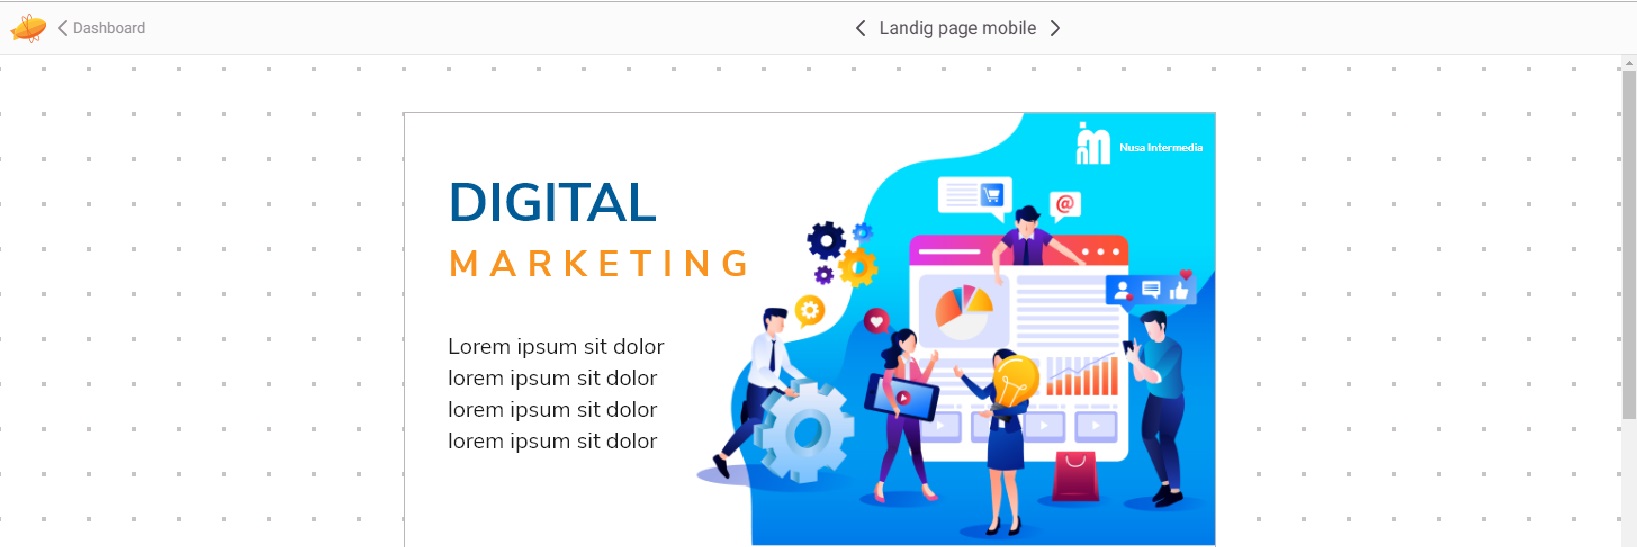 Dashboard
Landig page mobile
Nusa Intermedia
DIGITAL
MARKETING
@
Lorem ipsum sit dolor
lorem ipsum sit dolor
lorem ipsum sit dolor
lorem ipsum sit dolor